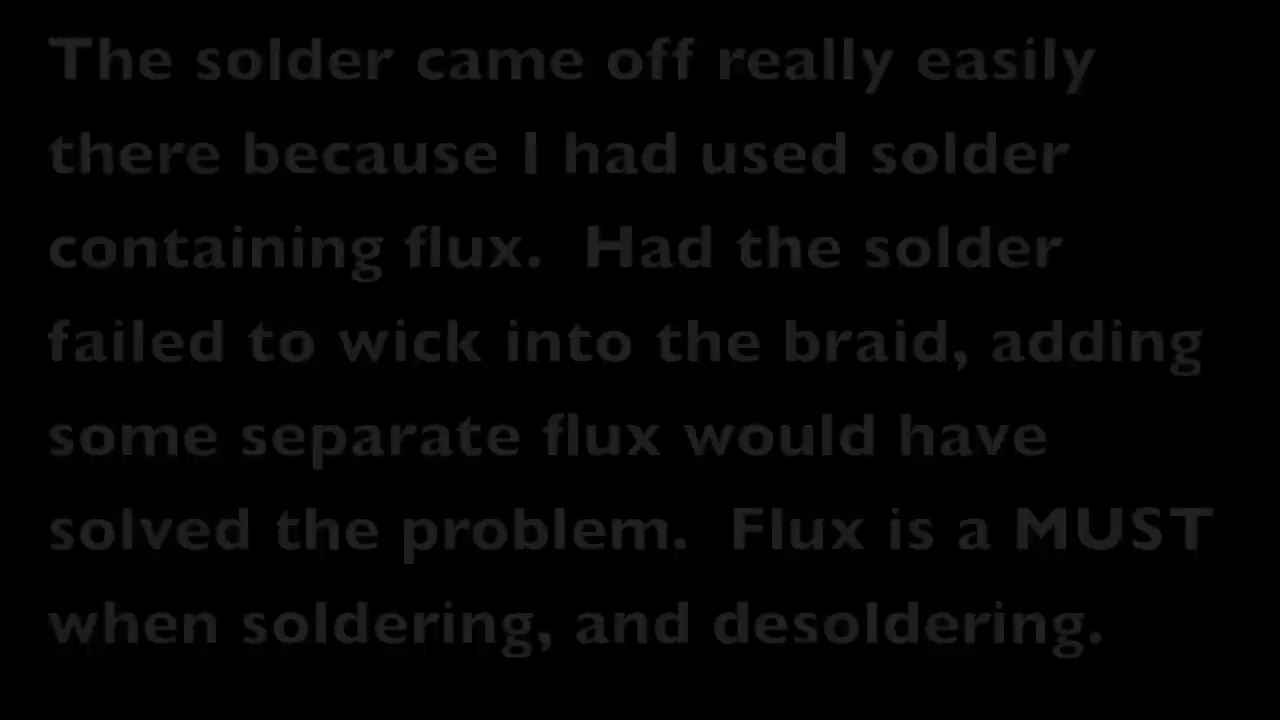 The solder came off really easily
there because I had used solder
containing flux.  Had the solder
failed to wick into the braid, adding
some separate flux would have
solved the problem.  Flux is a MUST
when soldering, and desoldering.